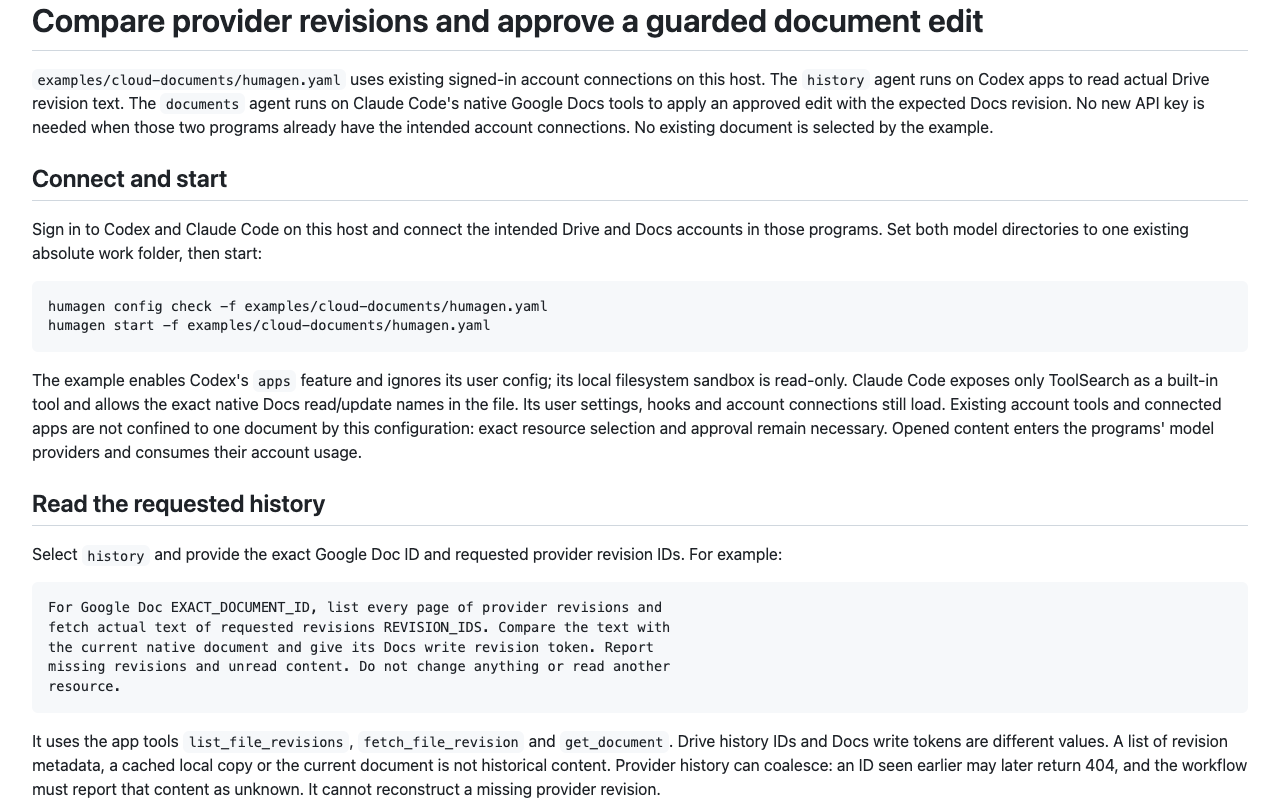 Compare provider revisions and approve a guarded document edit
examples/cloud-documents/humagen.yaml uses existing signed-in account connections on this host. The history agent runs on Codex apps to read actual Drive
revision text. The documents agent runs on Claude Code's native Google Docs tools to apply an approved edit with the expected Docs revision. No new API key is
needed when those two programs already have the intended account connections. No existing document is selected by the example.
Connect and start
Sign in to Codex and Claude Code on this host and connect the intended Drive and Docs accounts in those programs. Set both model directories to one existing
absolute work folder, then start:
humagen config check -f examples/cloud-documents/humagen.yaml
humagen start -f examples/cloud-documents/humagen.yaml
The example enables Codex's apps feature and ignores its user config; its local filesystem sandbox is read-only. Claude Code exposes only ToolSearch as a built-in
tool and allows the exact native Docs read/update names in the file. Its user settings, hooks and account connections still load. Existing account tools and connected
apps are not confined to one document by this configuration: exact resource selection and approval remain necessary. Opened content enters the programs' model
providers and consumes their account usage.
Read the requested history
Select history and provide the exact Google Doc ID and requested provider revision IDs. For example:
For Google Doc EXACT_DOCUMENT_ID, list every page of provider revisions and
fetch actual text of requested revisions REVISION_IDS. Compare the text with
the current native document and give its Docs write revision token. Report
missing revisions and unread content. Do not change anything or read another
resource.
It uses the app tools list_file_revisions, fetch_file_revision and get_document. Drive history IDs and Docs write tokens are different values. A list of revision
metadata, a cached local copy or the current document is not historical content. Provider history can coalesce: an ID seen earlier may later return 404, and the workflow
must report that content as unknown. It cannot reconstruct a missing provider revision.